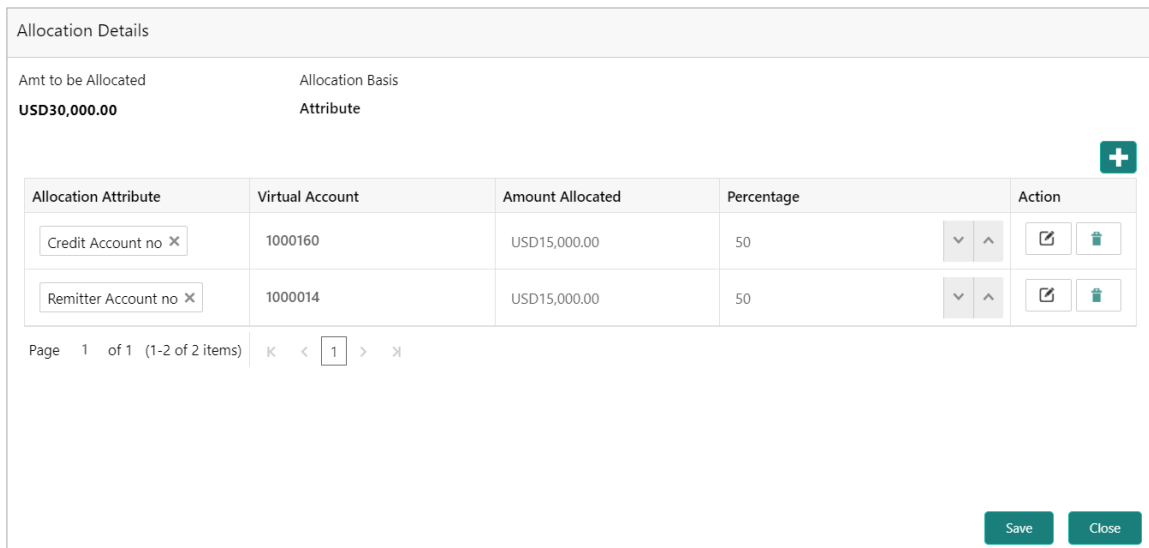 Allocation Details
Amt to be Allocated Allocation Basis
USD30,000.00 Attribute
Allocation Attribute Virtual Account Amount Allocated Percentage Action
Credit Account no 1000160 USD15,000.00 50
Remitter Account no 1000014 USD15,000.00 50
Page 1 of 1 (1-2 of 2 items) 1
Save Close